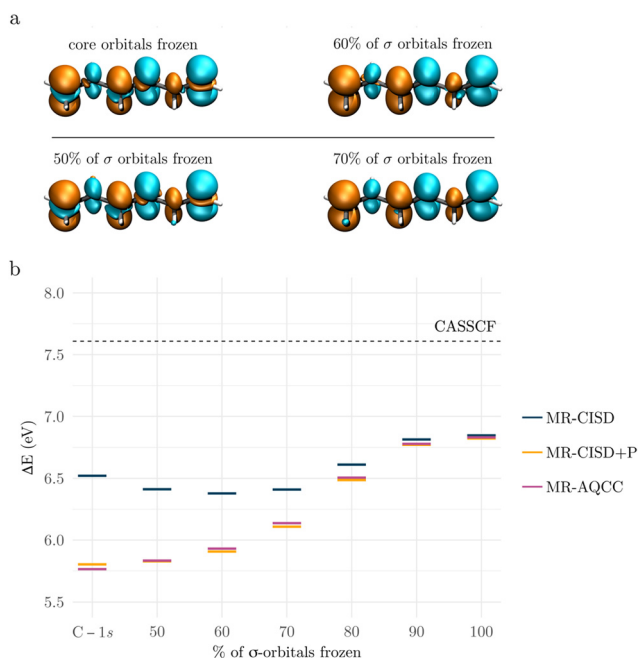 a
core orbitals frozen
60% of σ orbitals frozen
50% of σ orbitals frozen
70% of σ orbitals frozen
b
8.0
CASSCF
7.5
7.0
MR-CISD
ΔE (eV)
MR-CISD+P
6.5
MR-AQCC
6.0
5.5
C − 1s 50 60 70 80 90 100
% of σ-orbitals frozen